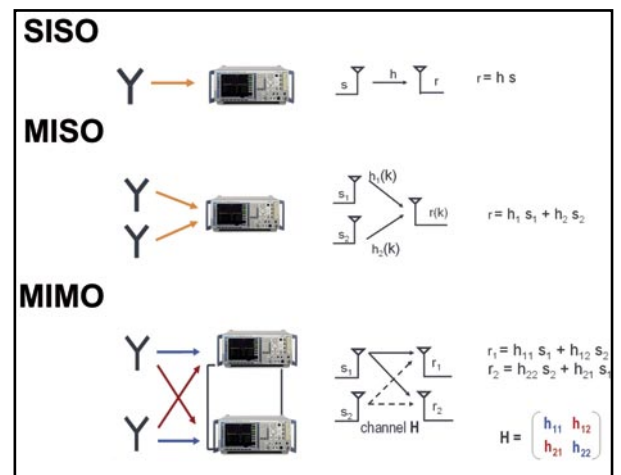 SISO
s h r r = h s
MISO
h₁(k)
s₁ r(k) r = h₁ s₁ + h₂ s₂
s₂
h₂(k)
MIMO
s₁ r₁ r₁ = h₁₁ s₁ + h₁₂ s₂
r₂ = h₂₂ s₂ + h₂₁ s₁
s₂ r₂
channel H H = h₁₁ h₁₂
h₂₁ h₂₂